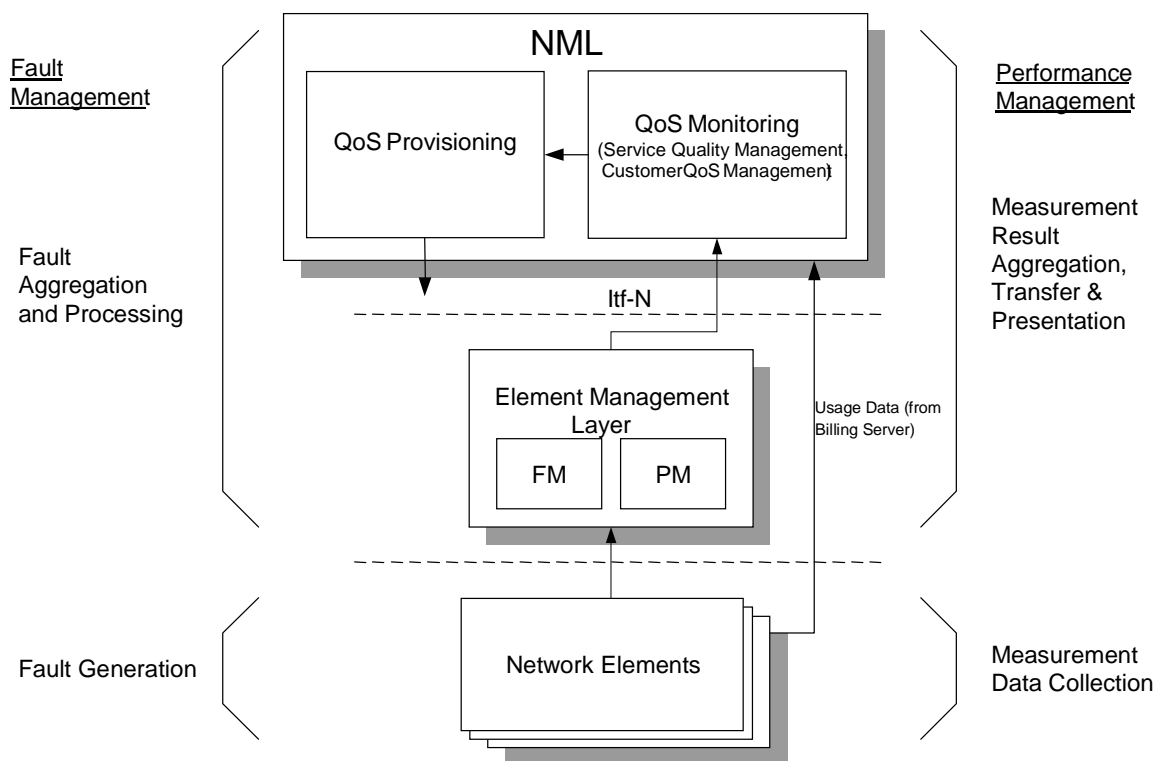 NML
Fault
Management
Performance
Management
QoS Provisioning
QoS Monitoring
(Service Quality Management,
CustomerQoS Management)
Fault
Aggregation
and Processing
Measurement
Result
Aggregation,
Transfer &
Presentation
Itf-N
Element Management
Layer
FM
PM
Usage Data (from
Billing Server)
Fault Generation
Network Elements
Measurement
Data Collection